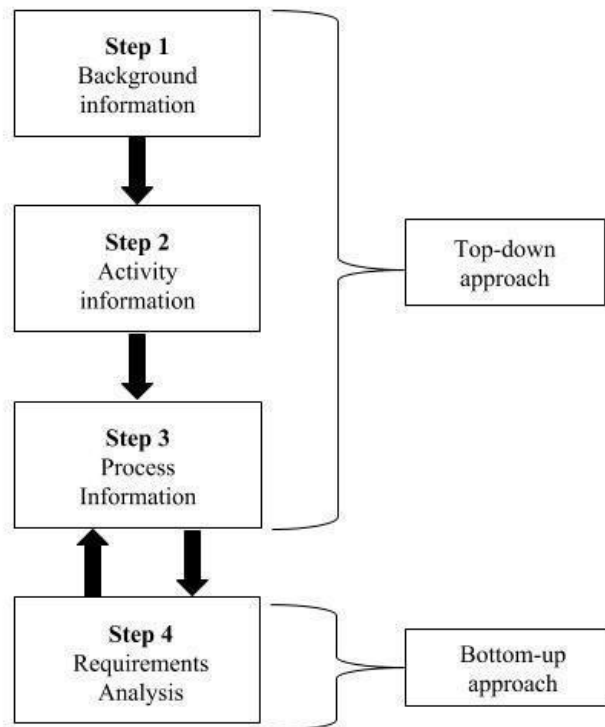 Step 1
Background
information
Step 2
Activity
information
Top-down
approach
Step 3
Process
Information
Step 4
Requirements
Analysis
Bottom-up
approach